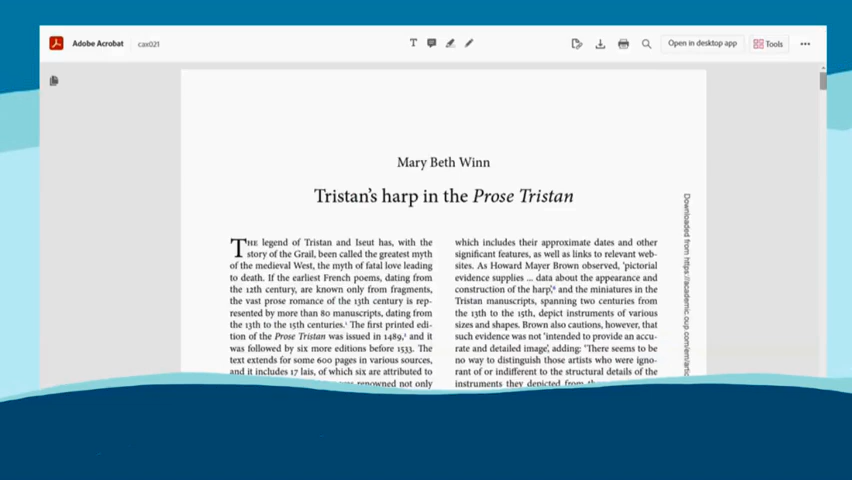 Adobe Acrobat cax021 T Open in desktop app Tools
Mary Beth Winn
Tristan's harp in the Prose Tristan
THE legend of Tristan and Iseut has, with the
story of the Grail, been called the greatest myth
of the medieval West, the myth of fatal love leading
to death. If the earliest French poems, dating from
the 12th century, are known only from fragments,
the vast prose romance of the 13th century is rep-
resented by more than 80 manuscripts, dating from
the 13th to the 15th centuries.¹ The first printed edi-
tion of the Prose Tristan was issued in 1489,² and it
was followed by six more editions before 1533. The
text extends for some 600 pages in various sources,
and it includes 17 lais, of which six are attributed to
renowned not only
which includes their approximate dates and other
significant features, as well as links to relevant web-
sites. As Howard Mayer Brown observed, 'pictorial
evidence supplies ... data about the appearance and
construction of the harp',⁶ and the miniatures in the
Tristan manuscripts, spanning two centuries from
the 13th to the 15th, depict instruments of various
sizes and shapes. Brown also cautions, however, that
such evidence was not 'intended to provide an accu-
rate and detailed image', adding: 'There seems to be
no way to distinguish those artists who were igno-
rant of or indifferent to the structural details of the
instruments they depicted from
Downloaded from https://academic.oup.com/em/artic